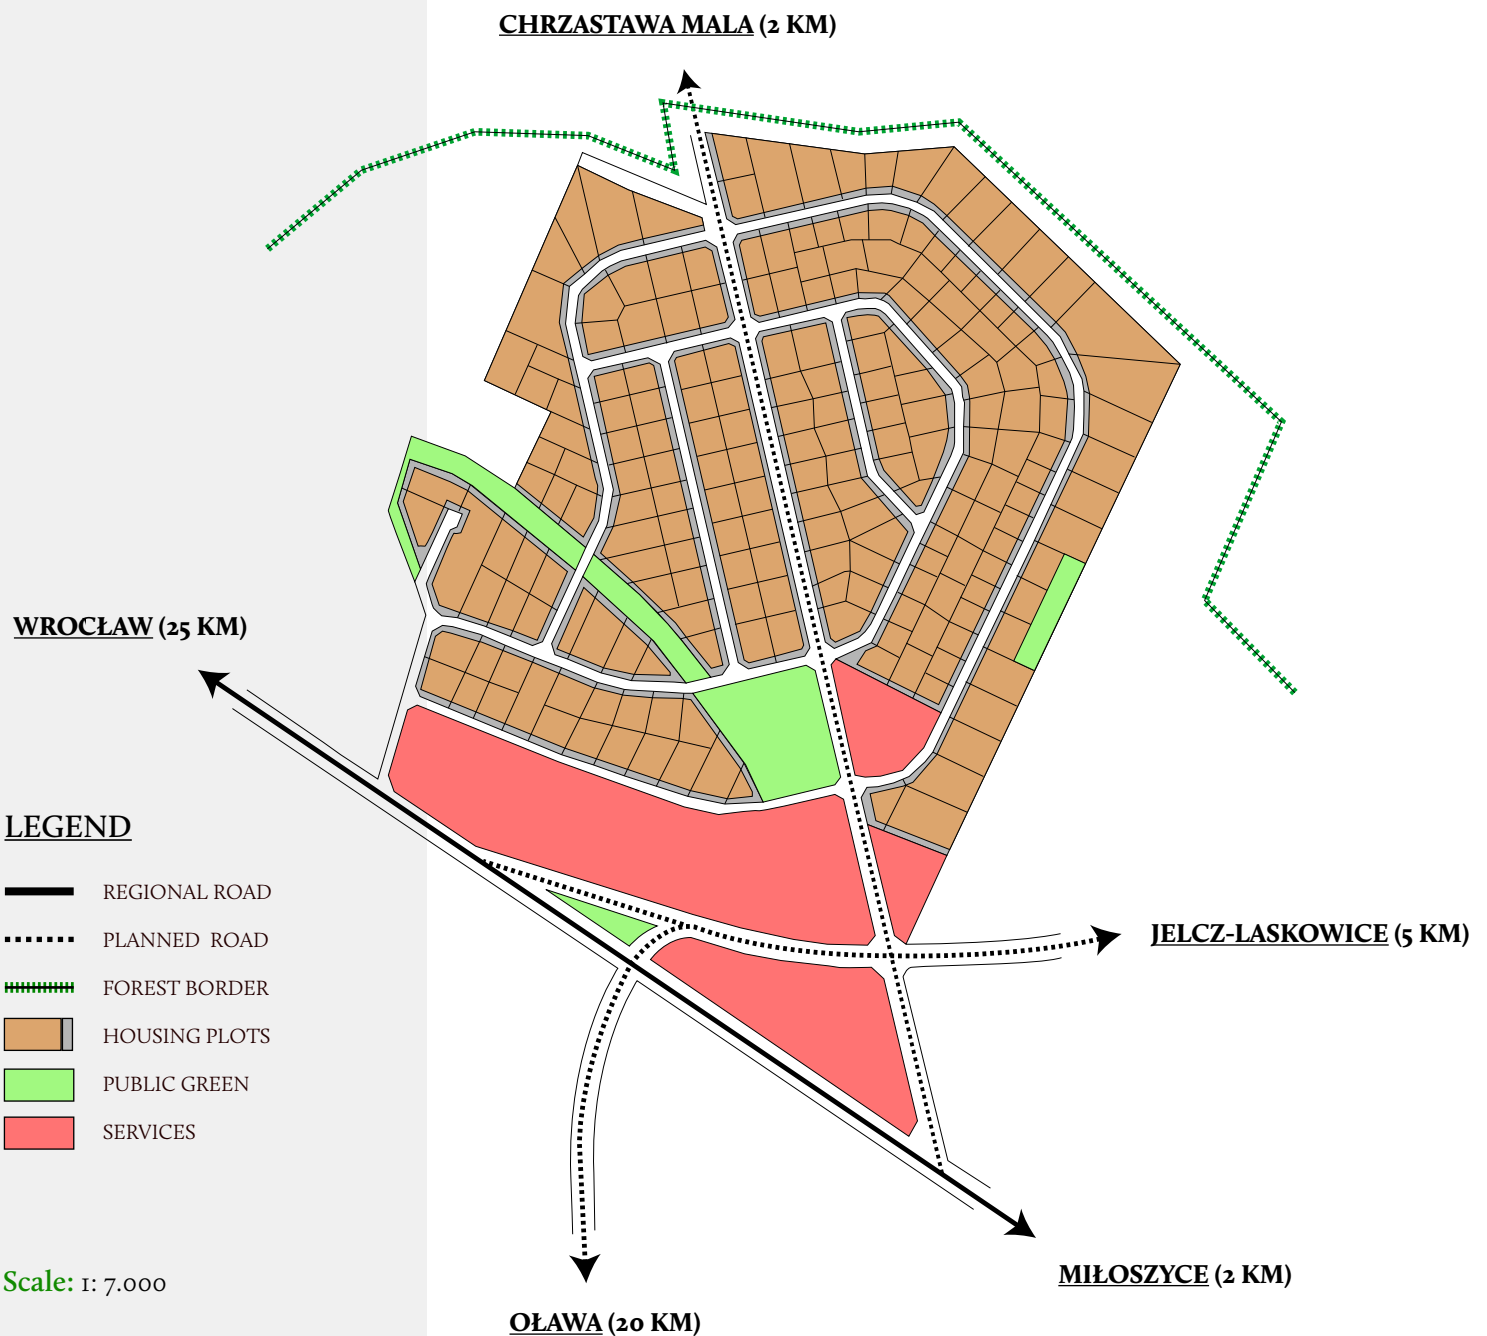 CHRZASTAWA MALA (2 KM)
WROCŁAW (25 KM)
LEGEND
REGIONAL ROAD
PLANNED ROAD
FOREST BORDER
HOUSING PLOTS
PUBLIC GREEN
SERVICES
JELCZ-LASKOWICE (5 KM)
Scale: 1: 7.000
MIŁOSZYCE (2 KM)
OŁAWA (20 KM)